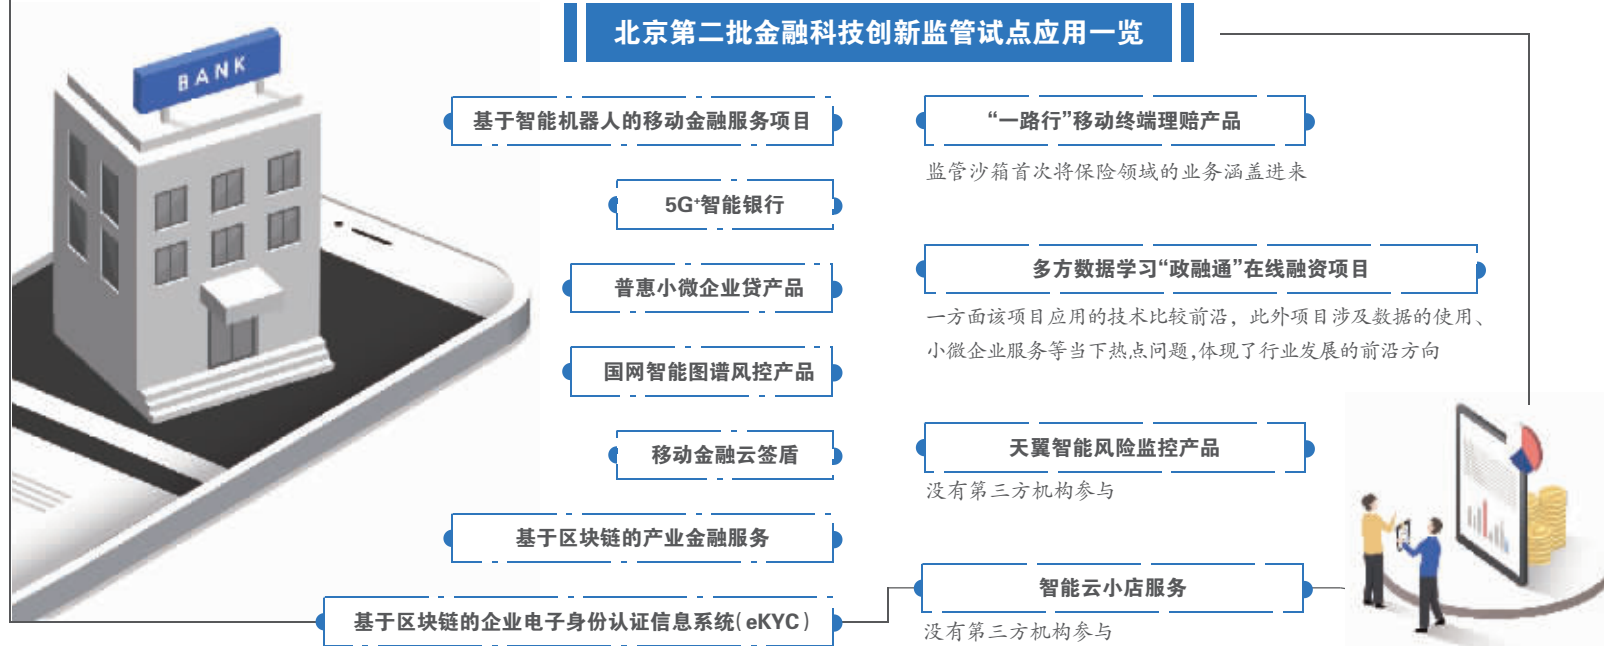 北京第二批金融科技创新监管试点应用一览
BANK
基于智能机器人的移动金融服务项目
5G+智能银行
普惠小微企业贷产品
国网智能图谱风控产品
移动金融云签盾
基于区块链的产业金融服务
基于区块链的企业电子身份认证信息系统(eKYC)
“一路行”移动终端理赔产品
监管沙箱首次将保险领域的业务涵盖进来
多方数据学习“政融通”在线融资项目
一方面该项目应用的技术比较前沿，此外项目涉及数据的使用、
小微企业服务等当下热点问题,体现了行业发展的前沿方向
天翼智能风险监控产品
没有第三方机构参与
智能云小店服务
没有第三方机构参与